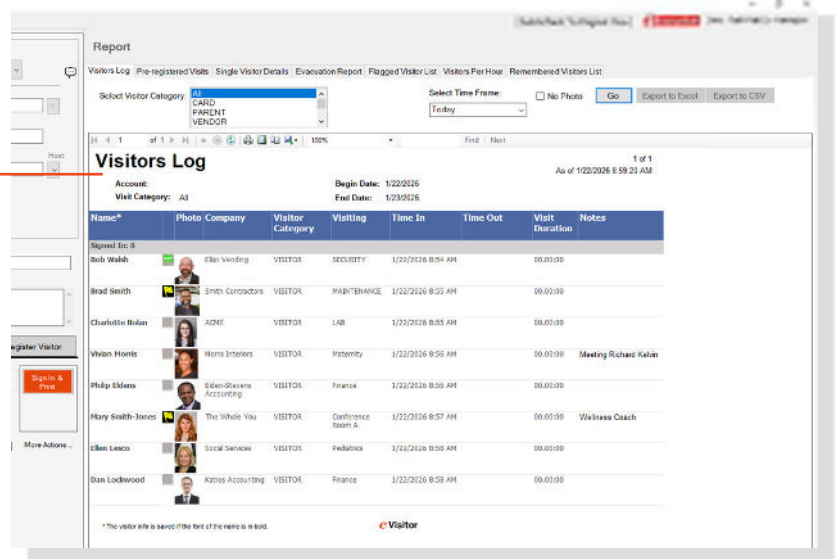 Report
Visitors Log Pre-registered Visits Single Visitor Details Evacuation Report Flagged Visitor List Visitors Per Hour Remembered Visitors List
Select Visitor Category: All
CARD
PARENT
VENDOR
Select Time Frame:
Today
No Photo Go Export to Excel Export to CSV
1 of 1 100% Find | Next
Host
Visitors Log
1 of 1
As of 1/22/2026 8:59:20 AM
Account: Begin Date: 1/22/2026
Visit Category: All End Date: 1/23/2026
Name* Photo Company Visitor Category Visiting Time In Time Out Visit Duration Notes
Signed In: 8
Bob Walsh Elian Vending VISITOR SECURITY 1/22/2026 8:54 AM 00:00:00
Brad Smith Smith Contractors VISITOR MAINTENANCE 1/22/2026 8:55 AM 00:00:00
Charlotte Bolan ACME VISITOR LAB 1/22/2026 8:55 AM 00:00:00
Vivian Morris Morris Interiors VISITOR Maternity 1/22/2026 8:56 AM 00:00:00 Meeting Richard Kelvin
Philip Eldens Elden-Stevens Accounting VISITOR Finance 1/22/2026 8:56 AM 00:00:00
Mary Smith-Jones The Whole You VISITOR Conference Room A 1/22/2026 8:57 AM 00:00:00 Wellness Coach
Ellen Lesco Social Services VISITOR Pediatrics 1/22/2026 8:58 AM 00:00:00
Dan Lockwood Katros Accounting VISITOR Finance 1/22/2026 8:58 AM 00:00:00
* The visitor info is saved if the font of the name is in bold.
eVisitor
egister Visitor
Sign In &
Print
More Actions...